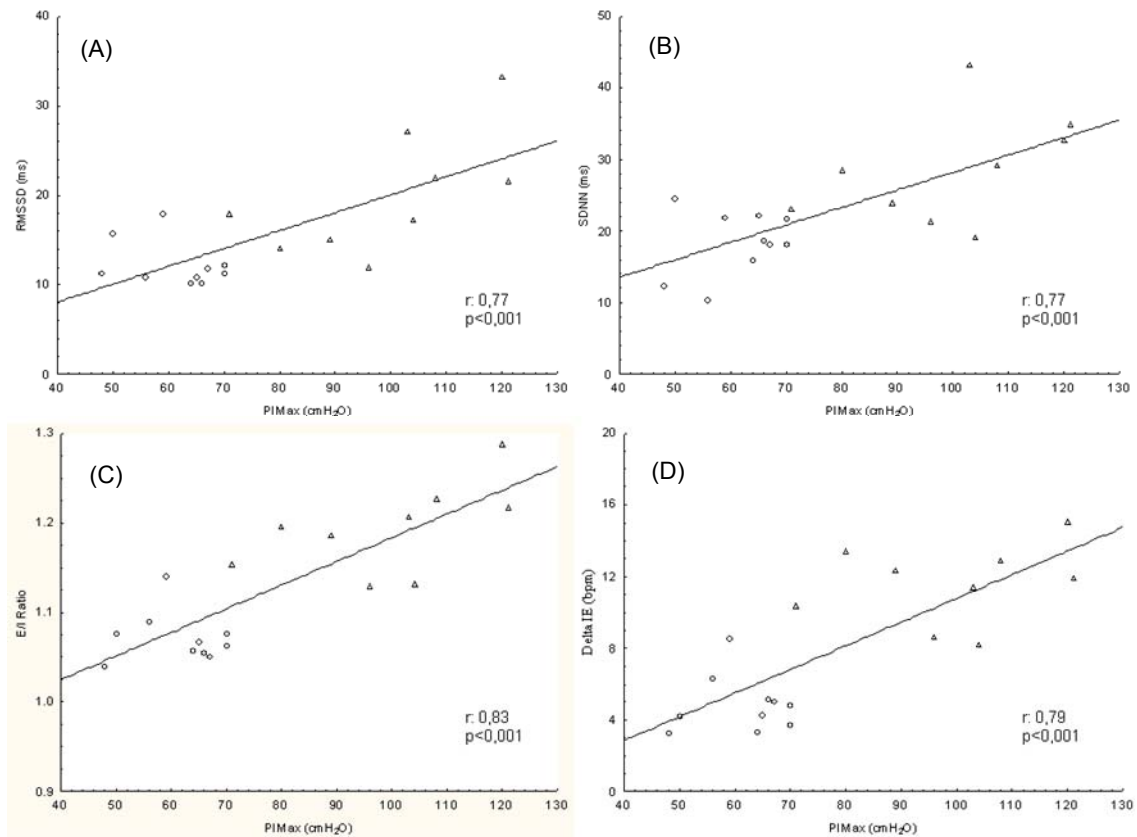 (A)
40
30
20
10
0
RMSSD (ms)
40 50 60 70 80 90 100 110 120 130
PIMax (cmH₂O)
r: 0,77
p<0,001
(B)
50
40
30
20
10
0
SDNN (ms)
40 50 60 70 80 90 100 110 120 130
PIMax (cmH₂O)
r: 0,77
p<0,001
(C)
1.3
1.2
1.1
1.0
0.9
E/I Ratio
40 50 60 70 80 90 100 110 120 130
PIMax (cmH₂O)
r: 0,83
p<0,001
(D)
20
16
12
8
4
0
DeltaIE (bpm)
40 50 60 70 80 90 100 110 120 130
PIMax (cmH₂O)
r: 0,79
p<0,001